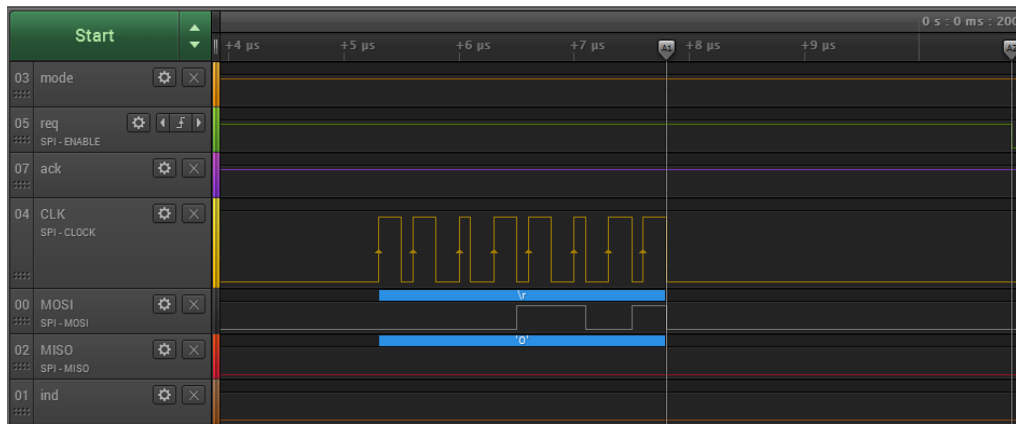 Start
0 s : 0 ms : 200
+4 µs +5 µs +6 µs +7 µs A1 +8 µs +9 µs A2
03 mode
05 req
SPI - ENABLE
07 ack
04 CLK
SPI - CLOCK
\r
00 MOSI
SPI - MOSI
'0'
02 MISO
SPI - MISO
01 ind